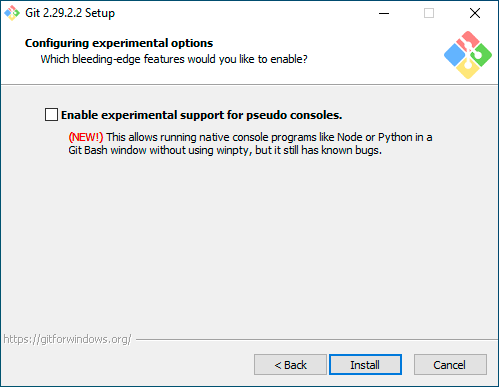 Git 2.29.2.2 Setup
Configuring experimental options
Which bleeding-edge features would you like to enable?
Enable experimental support for pseudo consoles.
(NEW!) This allows running native console programs like Node or Python in a
Git Bash window without using winpty, but it still has known bugs.
https://gitforwindows.org/
< Back Install Cancel